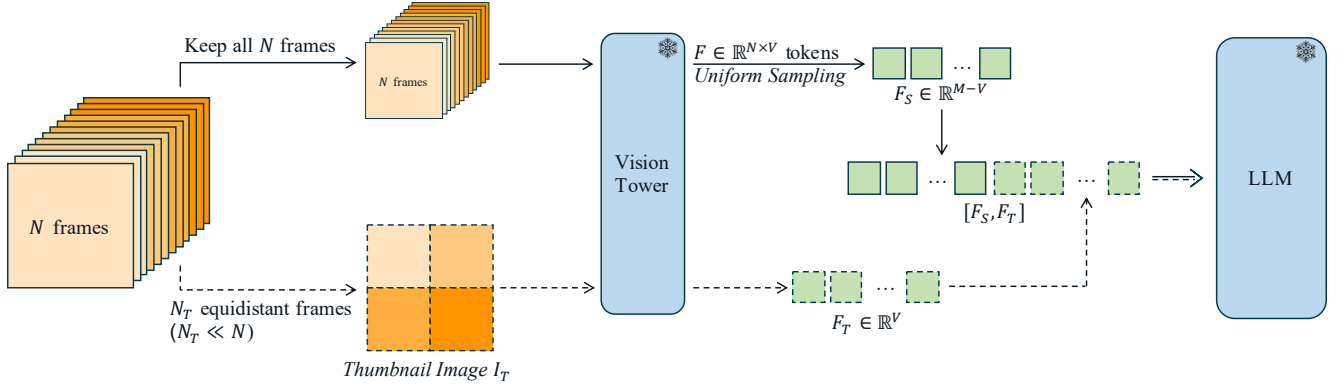 Keep all N frames
N frames
N frames
N_T equidistant frames
(N_T ≪ N)
Thumbnail Image I_T
Vision
Tower
F ∈ ℝ^{N×V} tokens
Uniform Sampling
…
F_S ∈ ℝ^{M−V}
… …
[F_S, F_T]
…
F_T ∈ ℝ^V
LLM